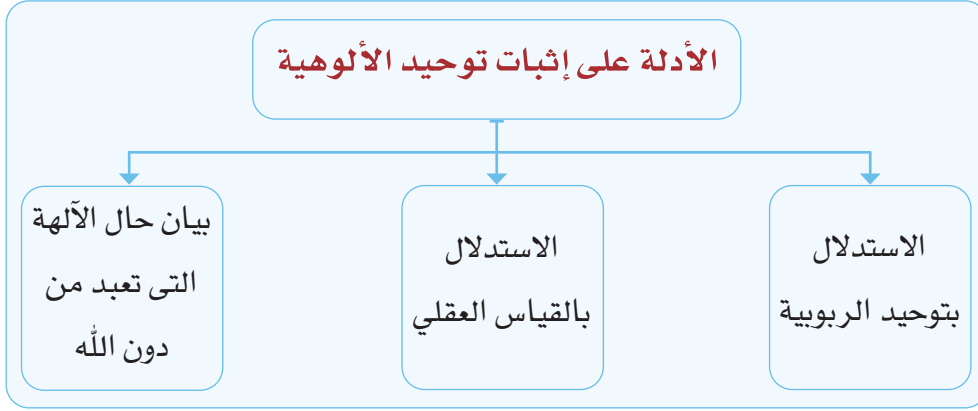 الأدلة على إثبات توحيد الألوهية
الاستدلال
بتوحيد الربوبية
الاستدلال
بالقياس العقلي
بيان حال الآلهة
التى تعبد من
دون الله